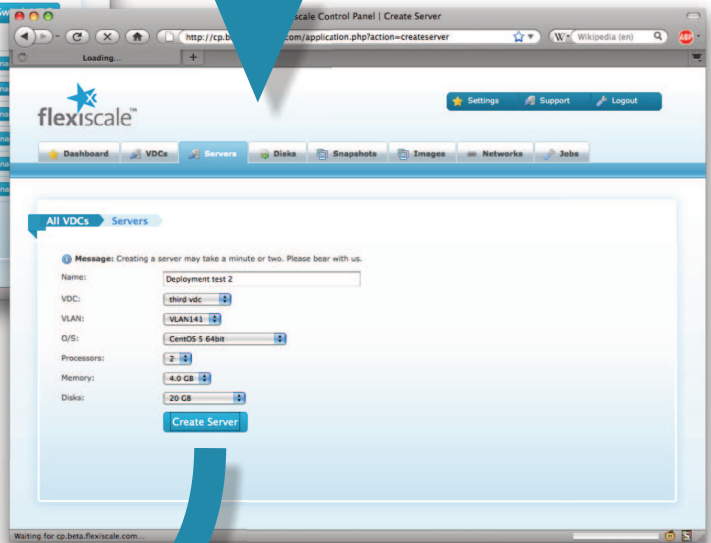 scale Control Panel | Create Server
http://cp.b
.com/application.php?action=createserver
Wikipedia (en)
ABP
Loading...
flexiscale™
Settings
Support
Logout
Dashboard
VDCs
Servers
Disks
Snapshots
Images
Networks
Jobs
All VDCs
Servers
Message: Creating a server may take a minute or two. Please bear with us.
Name: Deployment test 2
VDC: third vdc
VLAN: VLAN141
O/S: CentOS 5 64bit
Processors: 2
Memory: 4.0 GB
Disks: 20 GB
Create Server
Waiting for cp.beta.flexiscale.com...